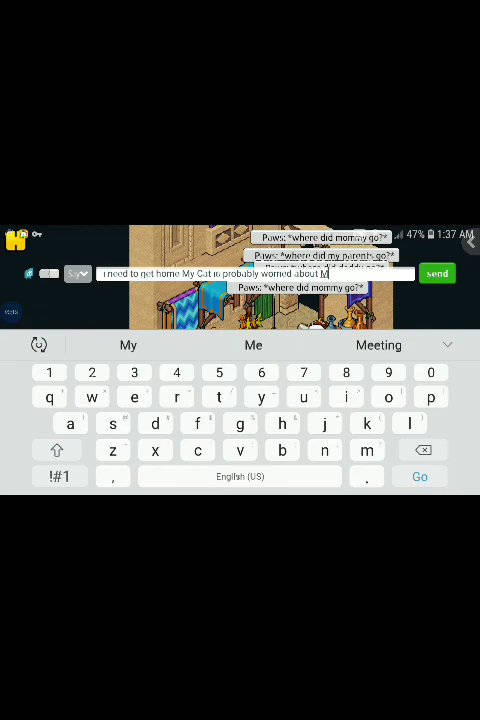 Paws: *where did mommy go?*
47% 1:37 AM
Paws: *where did my parents go?*
Say
i need to get home My Cat is probably worried about M
send
Paws: *where did mommy go?*
My Me Meeting
1 2 3 4 5 6 7 8 9 0
q w e r t y u i o p
a s d f g h j k l
z x c v b n m
!#1 , English (US) . Go